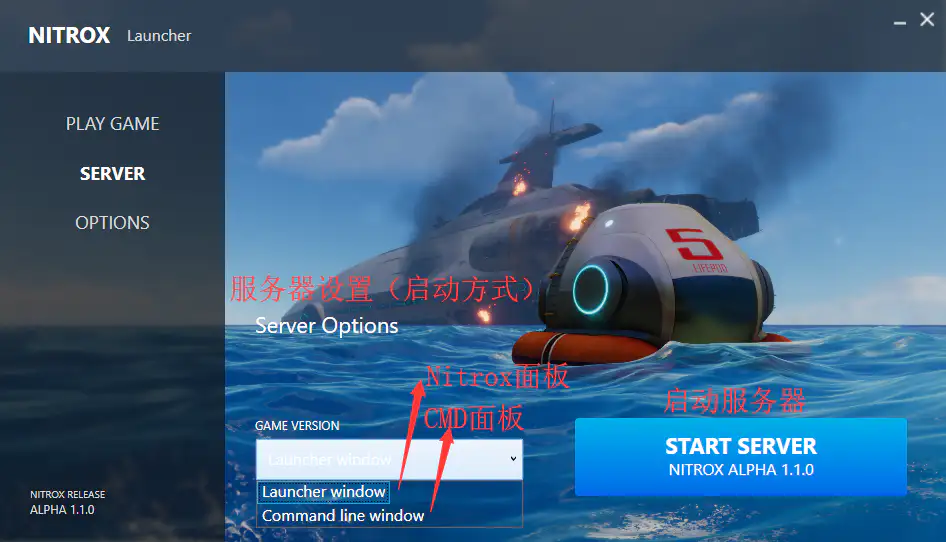 NITROX Launcher
PLAY GAME
SERVER
OPTIONS
服务器设置（启动方式）
Server Options
Nitrox面板
CMD面板
启动服务器
GAME VERSION
Launcher window
Launcher window
Command line window
START SERVER
NITROX ALPHA 1.1.0
NITROX RELEASE
ALPHA 1.1.0
5
LIFEPOD